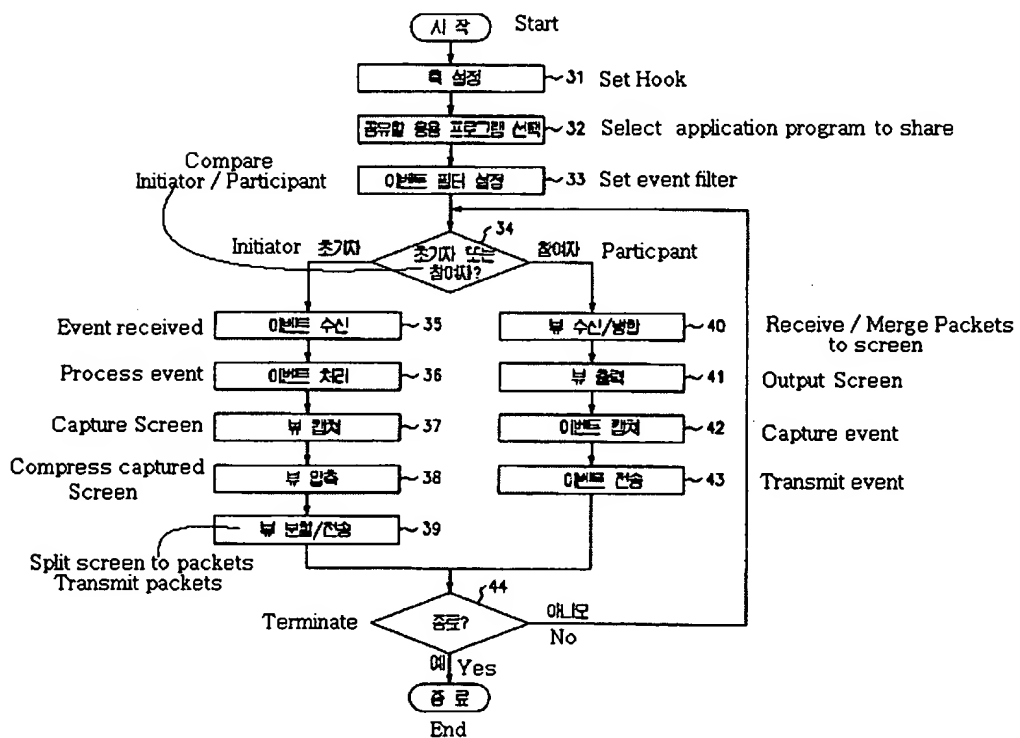 시 작 Start
훅 설정 31 Set Hook
공유할 응용 프로그램 선택 32 Select application program to share
Compare
Initiator / Participant
이벤트 필터 설정 33 Set event filter
34
Initiator 초기자 초기자 또는 참여자 Particpant
참여자?
Event received 이벤트 수신 35 뷰 수신/병합 40 Receive / Merge Packets
to screen
Process event 이벤트 처리 36 뷰 출력 41 Output Screen
Capture Screen 뷰 캡쳐 37 이벤트 캡쳐 42 Capture event
Compress captured
Screen
뷰 압축 38 이벤트 전송 43 Transmit event
뷰 분할/전송 39
Split screen to packets
Transmit packets
44
Terminate 종료? 아니오
No
예 Yes
종 료
End